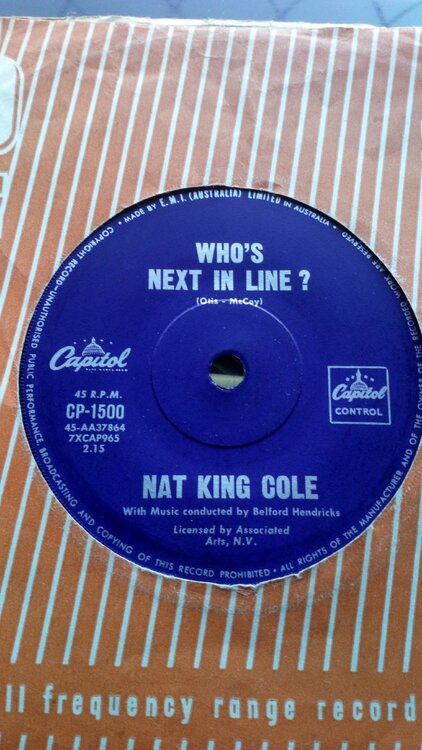 MADE BY E.M.I. (AUSTRALIA) LIMITED IN AUSTRALIA
WHO'S
NEXT IN LINE ?
(Otis - McCoy)
Capitol
45 R.P.M.
CP-1500
45-AA37864
7XCAP965
2.15
Capitol
CONTROL
NAT KING COLE
With Music conducted by Belford Hendricks
Licensed by Associated
Arts, N.V.
COPYRIGHT RECORD-UNAUTHORISED PUBLIC PERFORMANCE, BROADCASTING AND COPYING OF THIS RECORD PROHIBITED • ALL RIGHTS OF THE MANUFACTURER AND OF THE OWNER OF THE RECORDED WORK ARE RESERVED
ll frequency range record